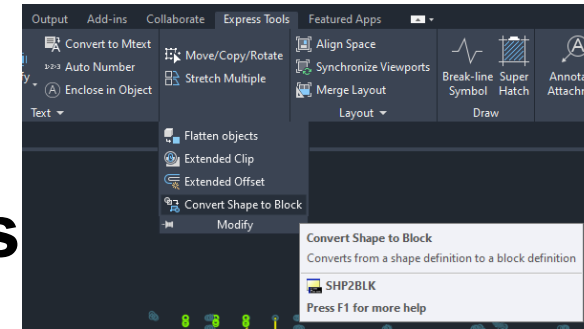 Output Add-ins Collaborate Express Tools Featured Apps
Convert to Mtext
Auto Number
Enclose in Object
Text
Move/Copy/Rotate
Stretch Multiple
Align Space
Synchronize Viewports
Merge Layout
Layout
Break-line Symbol
Super Hatch
Draw
Flatten objects
Extended Clip
Extended Offset
Convert Shape to Block
Modify
Convert Shape to Block
Converts from a shape definition to a block definition
SHP2BLK
Press F1 for more help
s
8 8 8